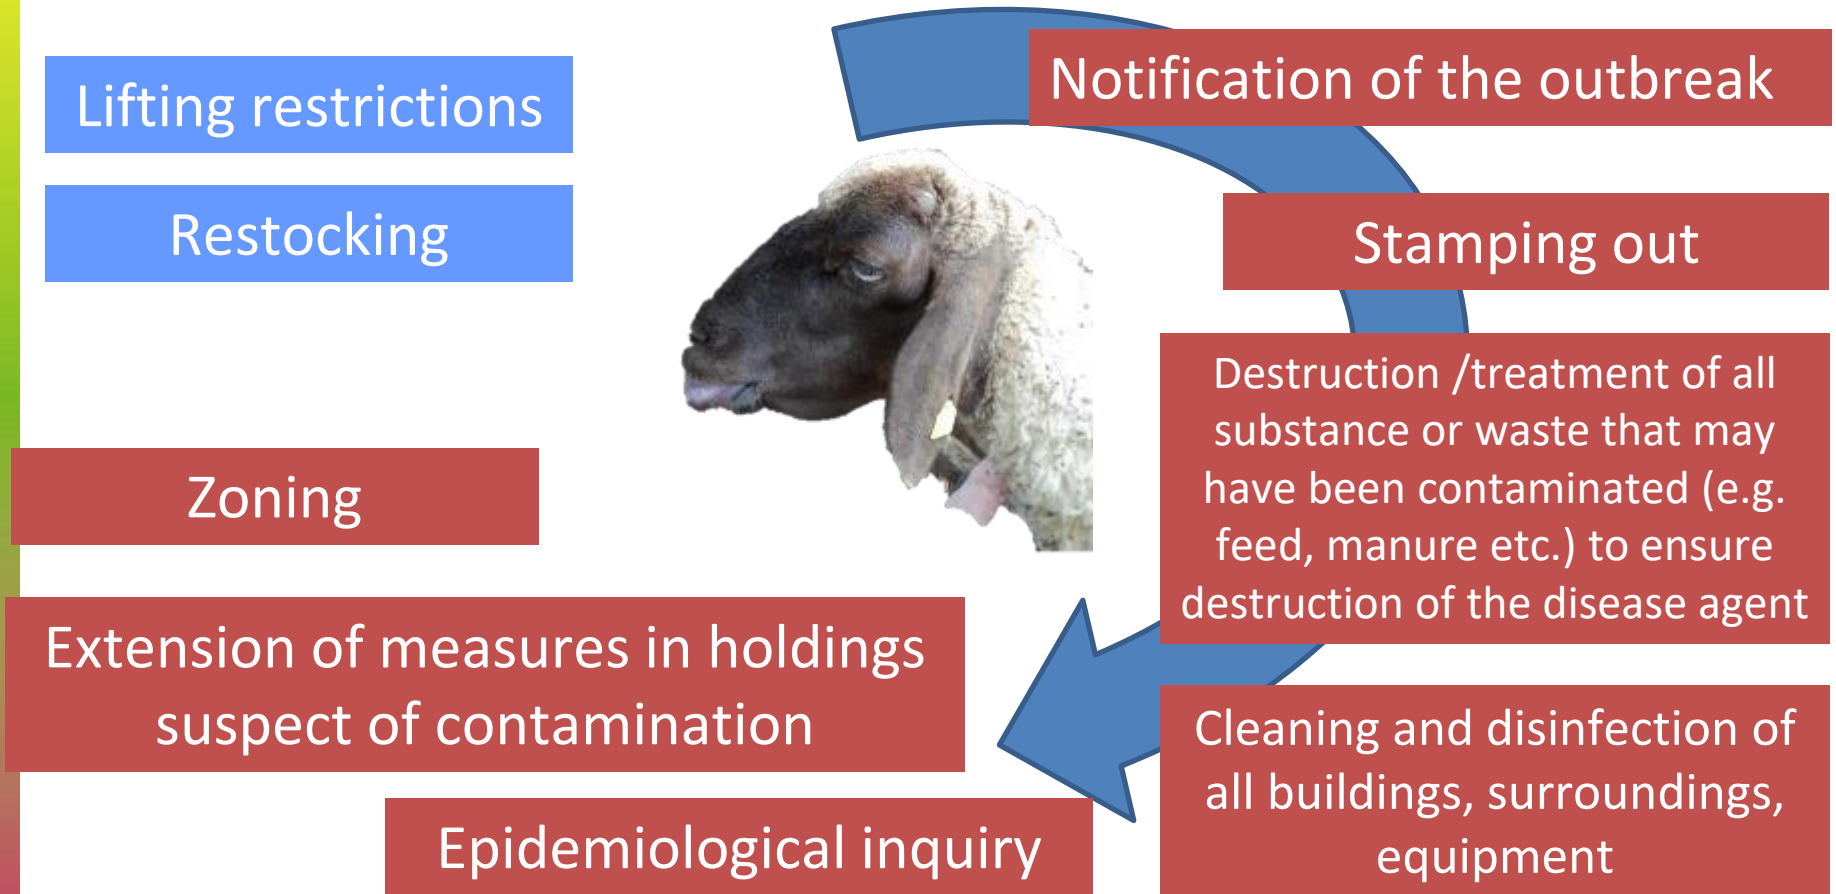 Lifting restrictions
Restocking
Notification of the outbreak
Stamping out
Destruction /treatment of all
substance or waste that may
have been contaminated (e.g.
feed, manure etc.) to ensure
destruction of the disease agent
Cleaning and disinfection of
all buildings, surroundings,
equipment
Epidemiological inquiry
Extension of measures in holdings
suspect of contamination
Zoning